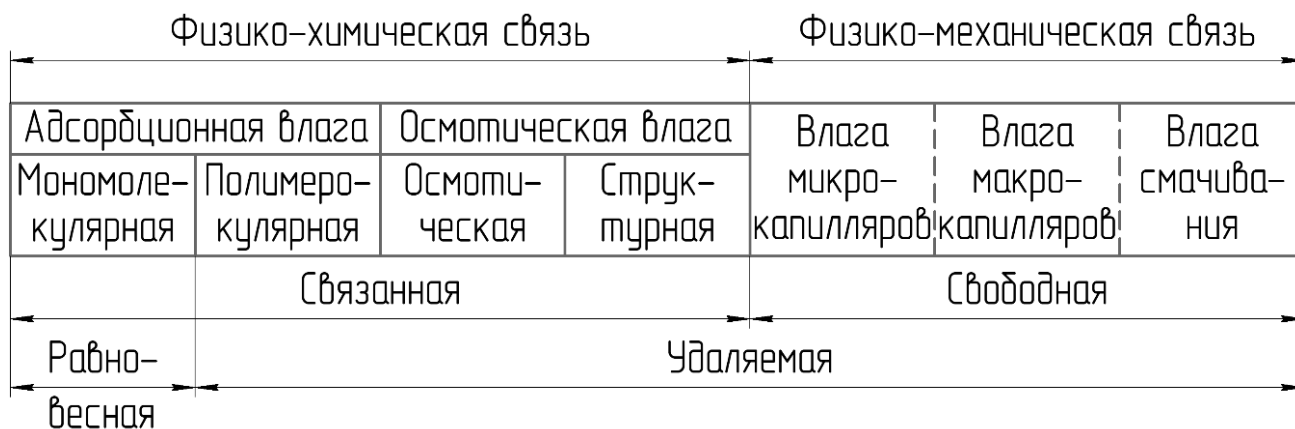 Физико-химическая связь Физико-механическая связь
Адсорбционная влага Осмотическая влага
Мономоле-
кулярная
Полимеро-
кулярная
Осмоти-
ческая
Струк-
турная
Влага
микро-
капилляров
Влага
макро-
капилляров
Влага
смачива-
ния
Связанная Свободная
Равно-
весная
Удаляемая